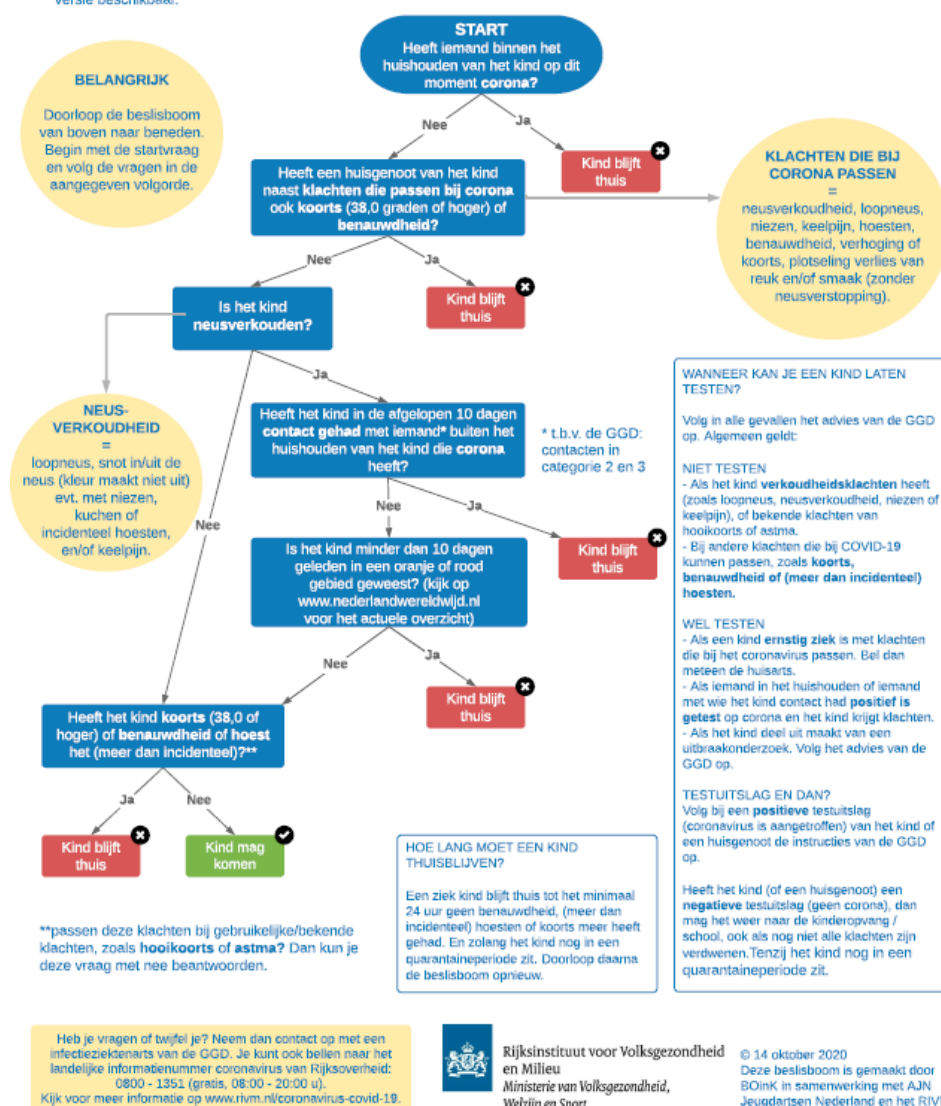 versie beschikbaar.
START
Heeft iemand binnen het
huishouden van het kind op dit
moment corona?
BELANGRIJK
Doorloop de beslisboom
van boven naar beneden.
Begin met de startvraag
en volg de vragen in de
aangegeven volgorde.
Nee
Ja
Kind blijft
thuis
Heeft een huisgenoot van het kind
naast klachten die passen bij corona
ook koorts (38,0 graden of hoger) of
benauwdheid?
KLACHTEN DIE BIJ
CORONA PASSEN
=
neusverkoudheid, loopneus,
niezen, keelpijn, hoesten,
benauwdheid, verhoging of
koorts, plotseling verlies van
reuk en/of smaak (zonder
neusverstopping).
Nee
Ja
Kind blijft
thuis
Is het kind
neusverkouden?
Ja
NEUS-
VERKOUDHEID
=
loopneus, snot in/uit de
neus (kleur maakt niet uit)
evt. met niezen,
kuchen of
incidenteel hoesten,
en/of keelpijn.
Nee
Heeft het kind in de afgelopen 10 dagen
contact gehad met iemand* buiten het
huishouden van het kind die corona
heeft?
* t.b.v. de GGD:
contacten in
categorie 2 en 3
Nee
Ja
Kind blijft
thuis
Is het kind minder dan 10 dagen
geleden in een oranje of rood
gebied geweest? (kijk op
www.nederlandwereldwijd.nl
voor het actuele overzicht)
Nee
Ja
Kind blijft
thuis
Heeft het kind koorts (38,0 of
hoger) of benauwdheid of hoest
het (meer dan incidenteel)?**
Ja
Nee
Kind blijft
thuis
Kind mag
komen
**passen deze klachten bij gebruikelijke/bekende
klachten, zoals hooikoorts of astma? Dan kun je
deze vraag met nee beantwoorden.
HOE LANG MOET EEN KIND
THUISBLIJVEN?
Een ziek kind blijft thuis tot het minimaal
24 uur geen benauwdheid, (meer dan
incidenteel) hoesten of koorts meer heeft
gehad. En zolang het kind nog in een
quarantaineperiode zit. Doorloop daarna
de beslisboom opnieuw.
WANNEER KAN JE EEN KIND LATEN
TESTEN?
Volg in alle gevallen het advies van de GGD
op. Algemeen geldt:
NIET TESTEN
- Als het kind verkoudheidsklachten heeft
(zoals loopneus, neusverkoudheid, niezen of
keelpijn), of bekende klachten van
hooikoorts of astma.
- Bij andere klachten die bij COVID-19
kunnen passen, zoals koorts,
benauwdheid of (meer dan incidenteel)
hoesten.
WEL TESTEN
- Als een kind ernstig ziek is met klachten
die bij het coronavirus passen. Bel dan
meteen de huisarts.
- Als iemand in het huishouden of iemand
met wie het kind contact had positief is
getest op corona en het kind krijgt klachten.
- Als het kind deel uit maakt van een
uitbraakonderzoek. Volg het advies van de
GGD op.
TESTUITSLAG EN DAN?
Volg bij een positieve testuitslag
(coronavirus is aangetroffen) van het kind of
een huisgenoot de instructies van de GGD
op.
Heeft het kind (of een huisgenoot) een
negatieve testuitslag (geen corona), dan
mag het weer naar de kinderopvang /
school, ook als nog niet alle klachten zijn
verdwenen.Tenzij het kind nog in een
quarantaineperiode zit.
Heb je vragen of twijfel je? Neem dan contact op met een
infectieziektenarts van de GGD. Je kunt ook bellen naar het
landelijke informatienummer coronavirus van Rijksoverheid:
0800 - 1351 (gratis, 08:00 - 20:00 u).
Kijk voor meer informatie op www.rivm.nl/coronavirus-covid-19.
Rijksinstituut voor Volksgezondheid
en Milieu
Ministerie van Volksgezondheid,
Welzijn en Sport
© 14 oktober 2020
Deze beslisboom is gemaakt door
BOinK in samenwerking met AJN
Jeugdartsen Nederland en het RIV